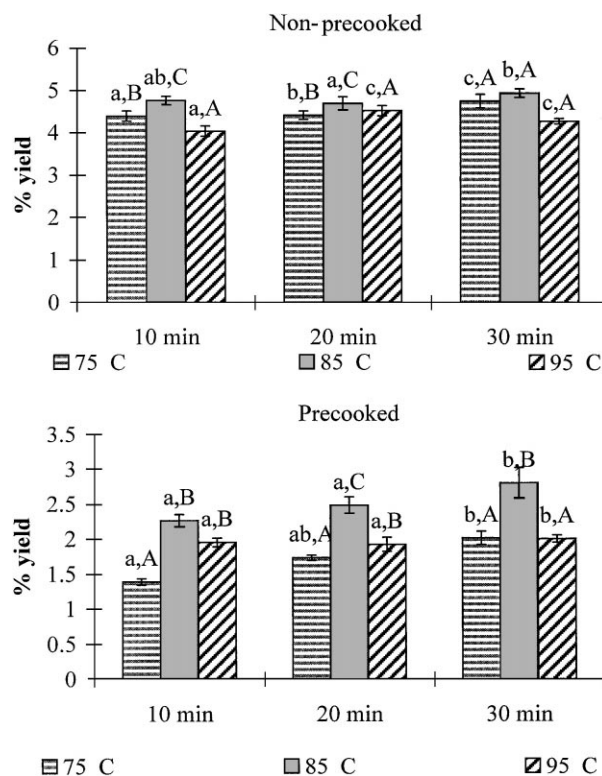 Non-precooked
6
5
4
3
2
1
0
% yield
a,B
ab,C
a,A
b,B
a,C
c,A
c,A
b,A
c,A
10 min
20 min
30 min
75 C
85 C
95 C
Precooked
3.5
3
2.5
2
1.5
1
0.5
0
% yield
a,A
a,B
a,B
ab,A
a,C
a,B
b,A
b,B
b,A
10 min
20 min
30 min
75 C
85 C
95 C